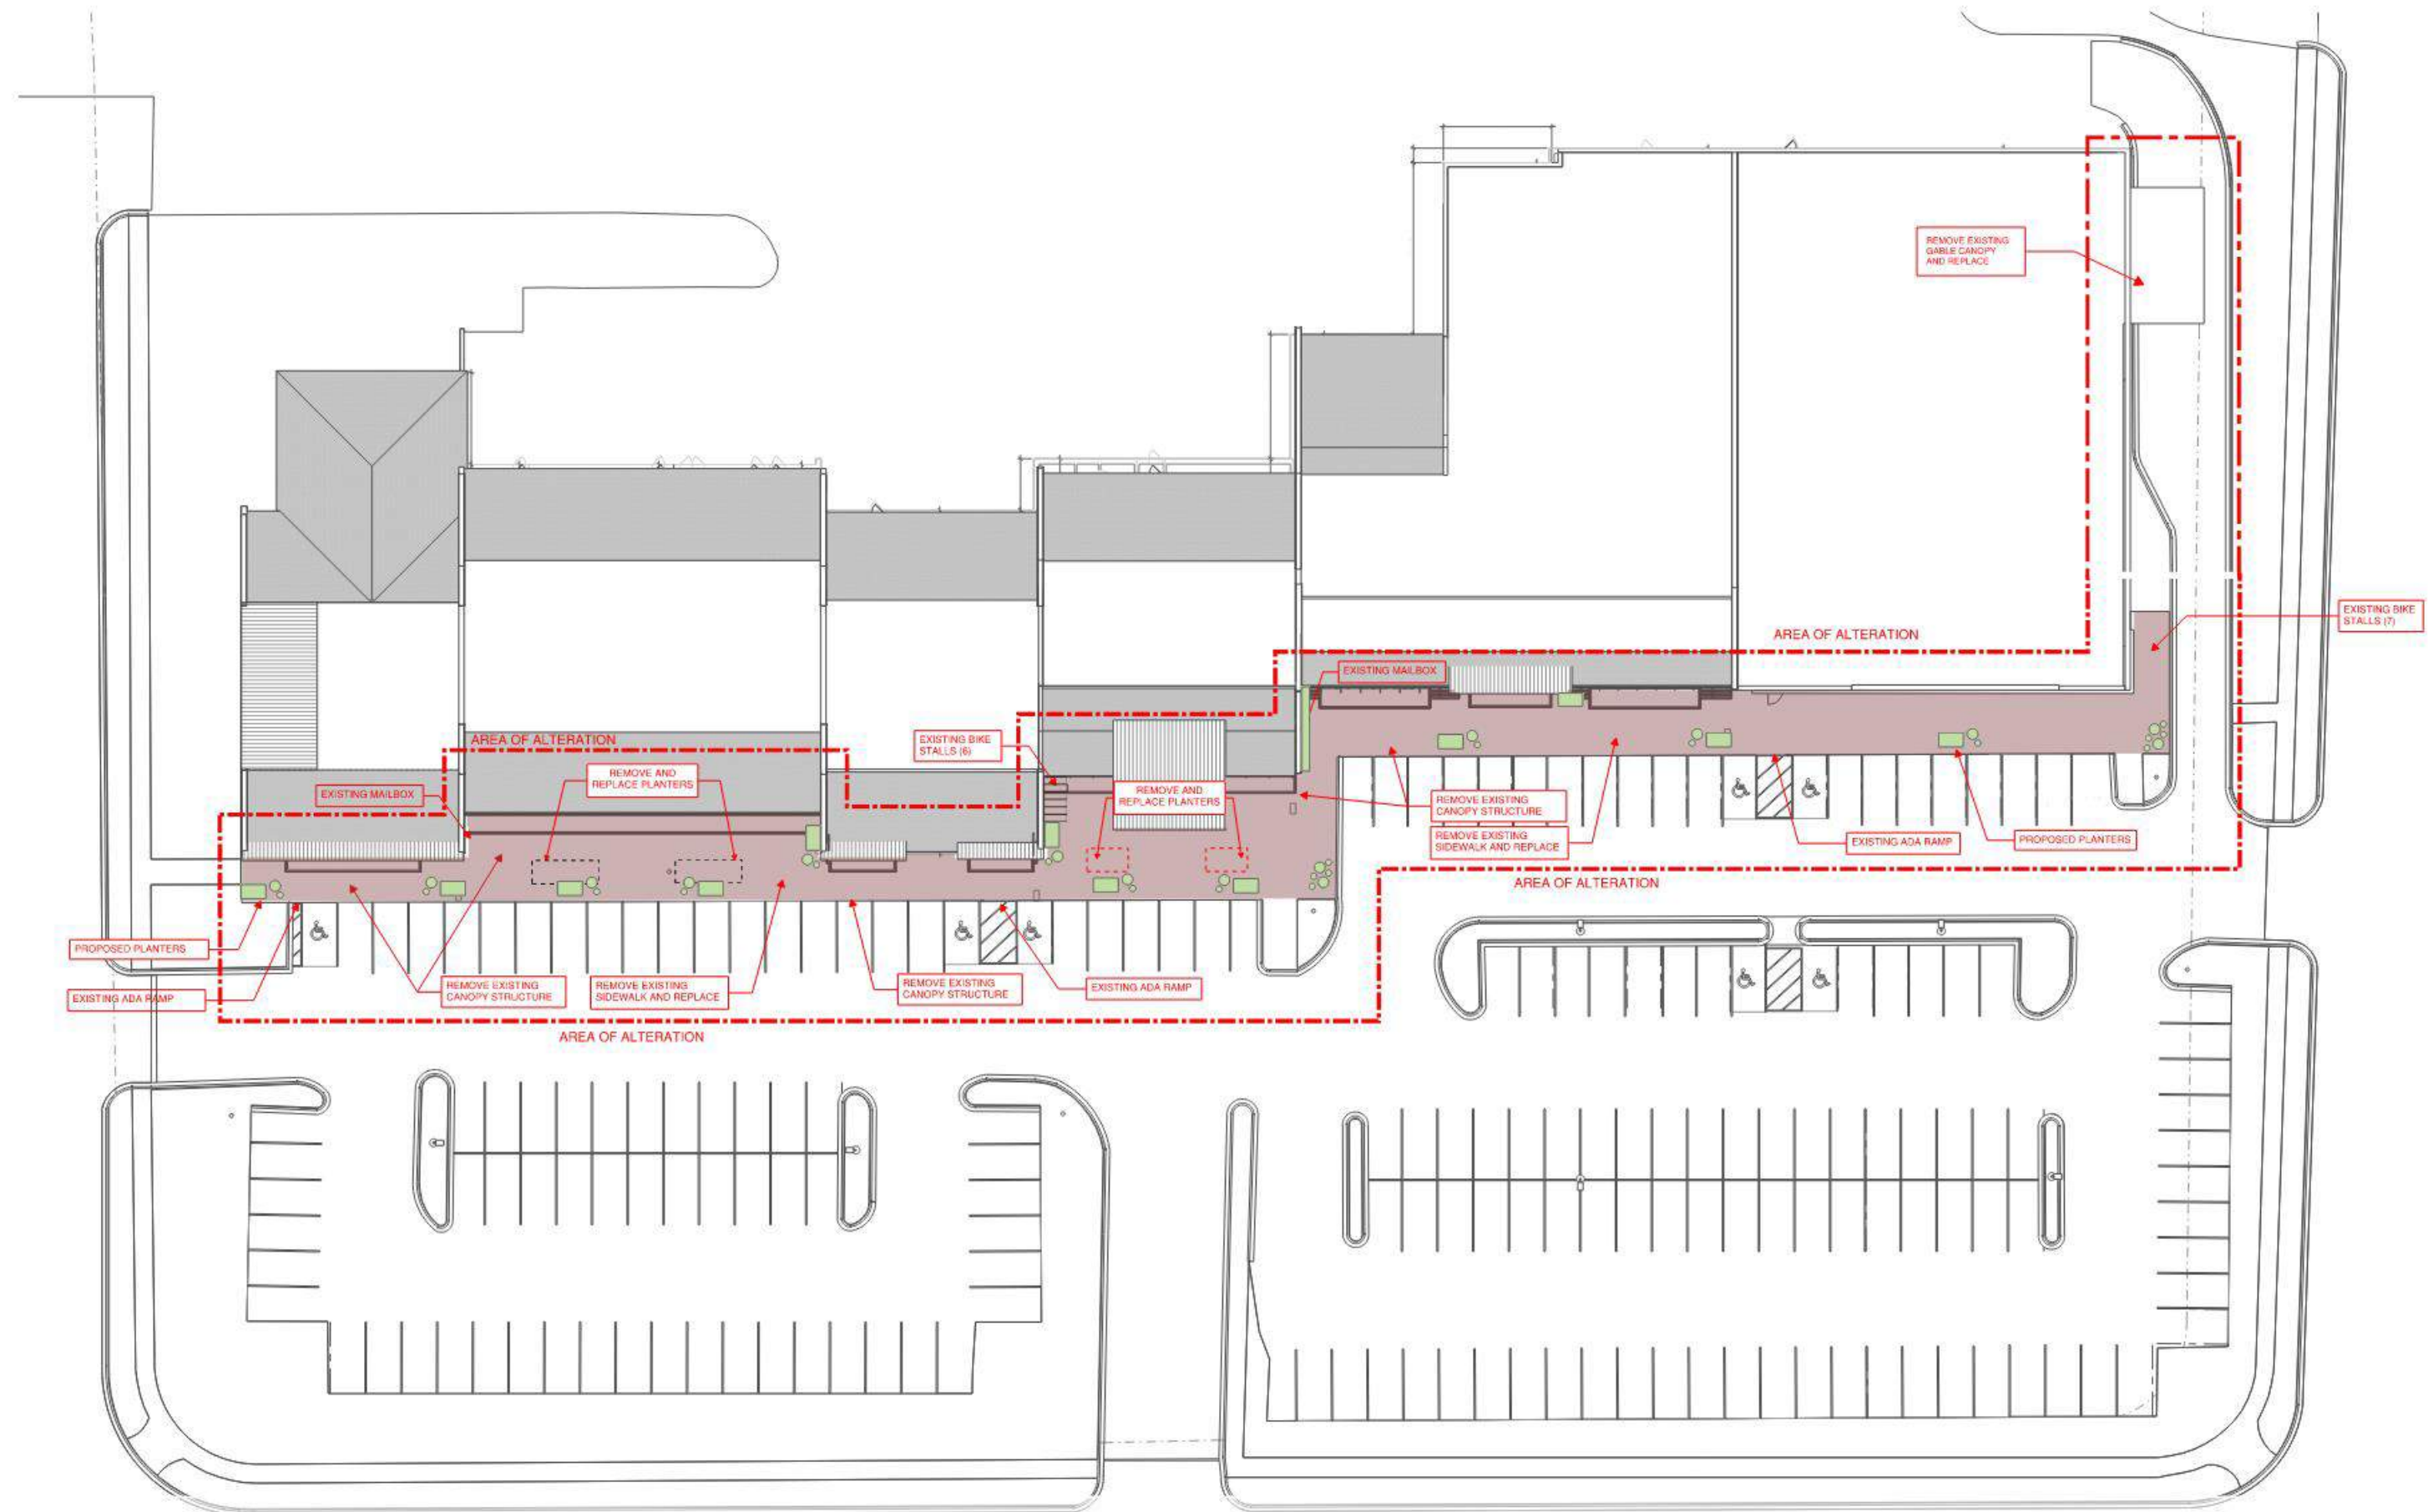 REMOVE EXISTING
GABLE CANOPY
AND REPLACE
EXISTING BIKE
STALLS (7)
AREA OF ALTERATION
EXISTING MAILBOX
AREA OF ALTERATION
EXISTING BIKE
STALLS (6)
REMOVE AND
REPLACE PLANTERS
EXISTING MAILBOX
REMOVE AND
REPLACE PLANTERS
REMOVE EXISTING
CANOPY STRUCTURE
REMOVE EXISTING
SIDEWALK AND REPLACE
EXISTING ADA RAMP
PROPOSED PLANTERS
AREA OF ALTERATION
PROPOSED PLANTERS
EXISTING ADA RAMP
REMOVE EXISTING
CANOPY STRUCTURE
REMOVE EXISTING
SIDEWALK AND REPLACE
REMOVE EXISTING
CANOPY STRUCTURE
EXISTING ADA RAMP
AREA OF ALTERATION